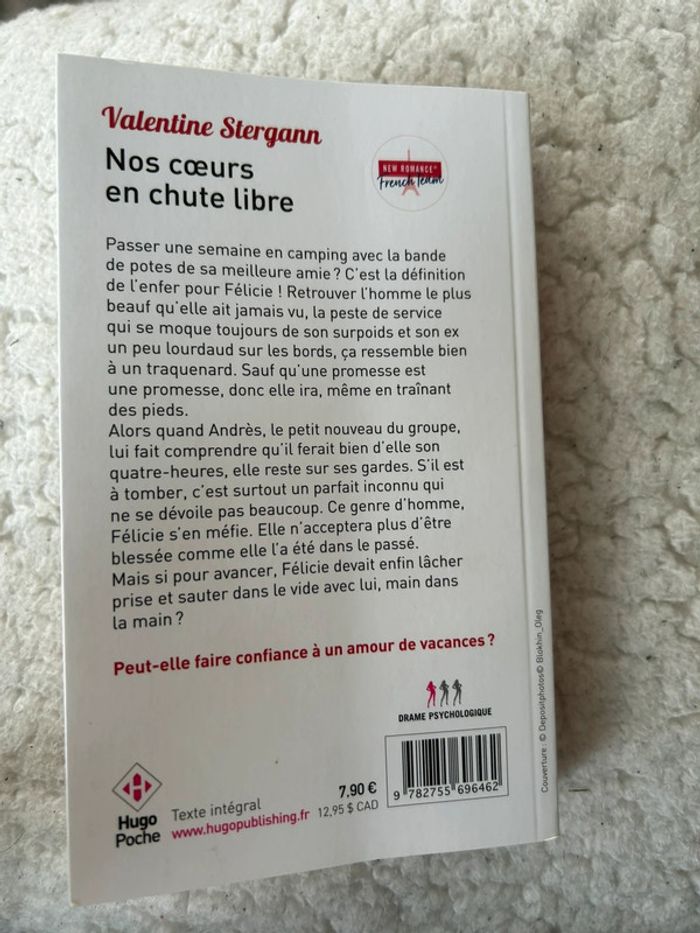 Valentine Stergann
Nos cœurs
en chute libre
NEW ROMANCE®
French Team
Passer une semaine en camping avec la bande
de potes de sa meilleure amie ? C'est la définition
de l'enfer pour Félicie ! Retrouver l'homme le plus
beauf qu'elle ait jamais vu, la peste de service
qui se moque toujours de son surpoids et son ex
un peu lourdaud sur les bords, ça ressemble bien
à un traquenard. Sauf qu'une promesse est
une promesse, donc elle ira, même en traînant
des pieds.
Alors quand Andrès, le petit nouveau du groupe,
lui fait comprendre qu'il ferait bien d'elle son
quatre-heures, elle reste sur ses gardes. S'il est
à tomber, c'est surtout un parfait inconnu qui
ne se dévoile pas beaucoup. Ce genre d'homme,
Félicie s'en méfie. Elle n'acceptera plus d'être
blessée comme elle l'a été dans le passé.
Mais si pour avancer, Félicie devait enfin lâcher
prise et sauter dans le vide avec lui, main dans
la main ?
Peut-elle faire confiance à un amour de vacances ?
DRAME PSYCHOLOGIQUE
Hugo
Poche
Texte intégral
www.hugopublishing.fr
7,90 €
12,95 $ CAD
9 782755 696462
Couverture : © Depositphotos© Blokhin_Oleg